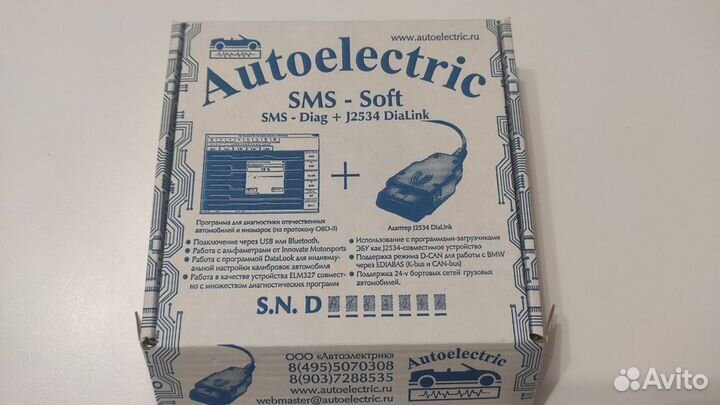 www.autoelectric.ru
Autoelectric
SMS - Soft
SMS - Diag + J2534 DiaLink
+
Программа для диагностики отечественных
автомобилей и иномарок (по протоколу OBD-II)
Адаптер J2534 DiaLink
• Подключение через USB или Bluetooth.
• Работа с альфаметрами от Innovate Motorsports
• Работа с программой DataLook для индивиду-
альной настройки калибровок автомобиля
• Работа в качестве устройства ELM327 совмест-
но с множеством диагностических программ
• Использование с программами-загрузчиками
ЭБУ как J2534-совместимое устройство
• Поддержка режима D-CAN для работы с BMW
через EDIABAS (K-bus и CAN-bus)
• Поддержка 24-v бортовых сетей грузовых
автомобилей.
S.N. D
ООО «Автоэлектрик»
8(495)5070308
8(903)7288535
www.autoelectric.ru
webmaster@autoelectric.ru
Autoelectric
Avito